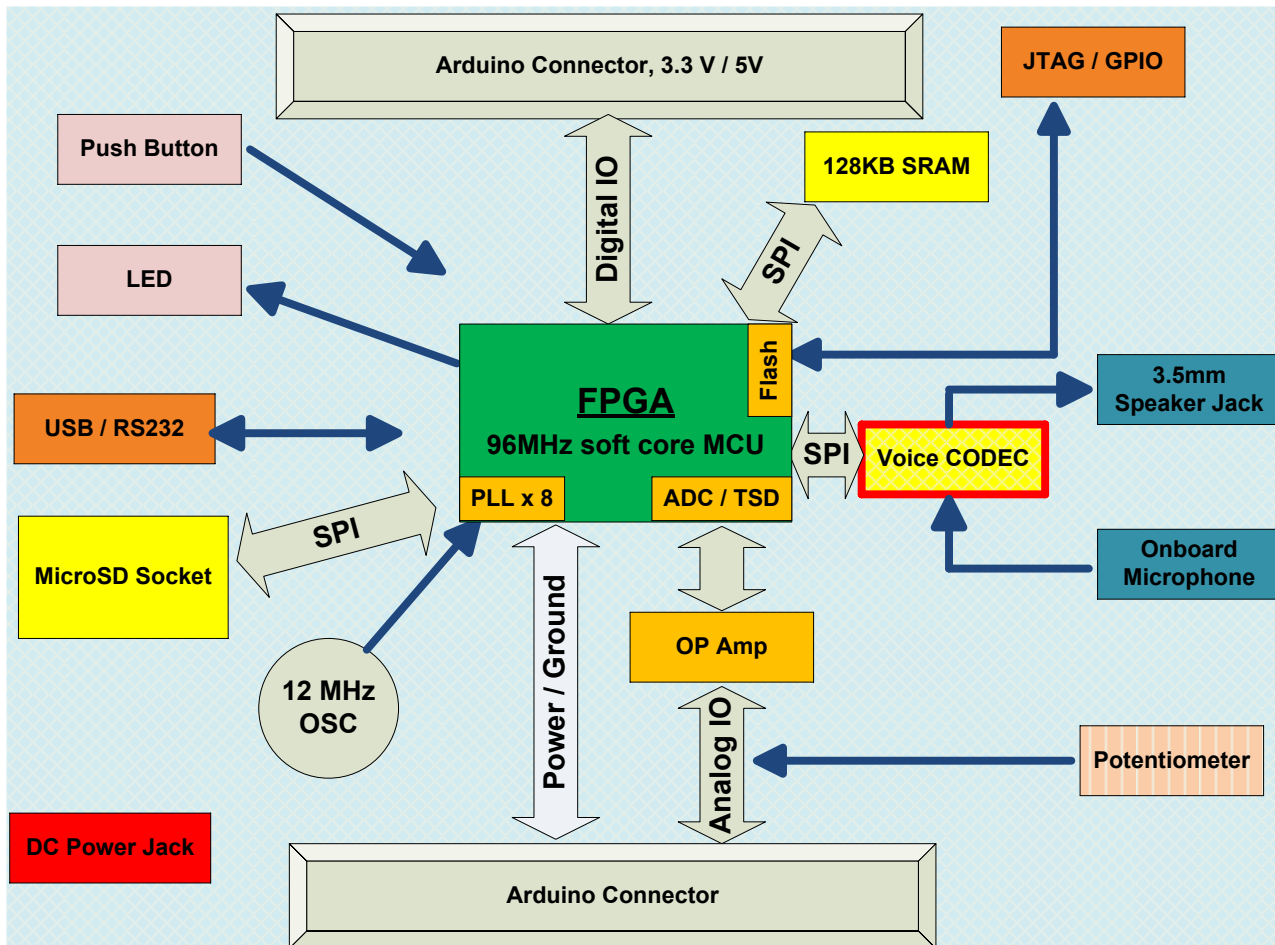 Arduino Connector, 3.3 V / 5V
JTAG / GPIO
Push Button
Digital IO
128KB SRAM
LED
SPI
Flash
FPGA
96MHz soft core MCU
3.5mm
Speaker Jack
USB / RS232
SPI
Voice CODEC
PLL x 8
ADC / TSD
SPI
MicroSD Socket
Onboard
Microphone
Power / Ground
OP Amp
12 MHz
OSC
Analog IO
Potentiometer
DC Power Jack
Arduino Connector